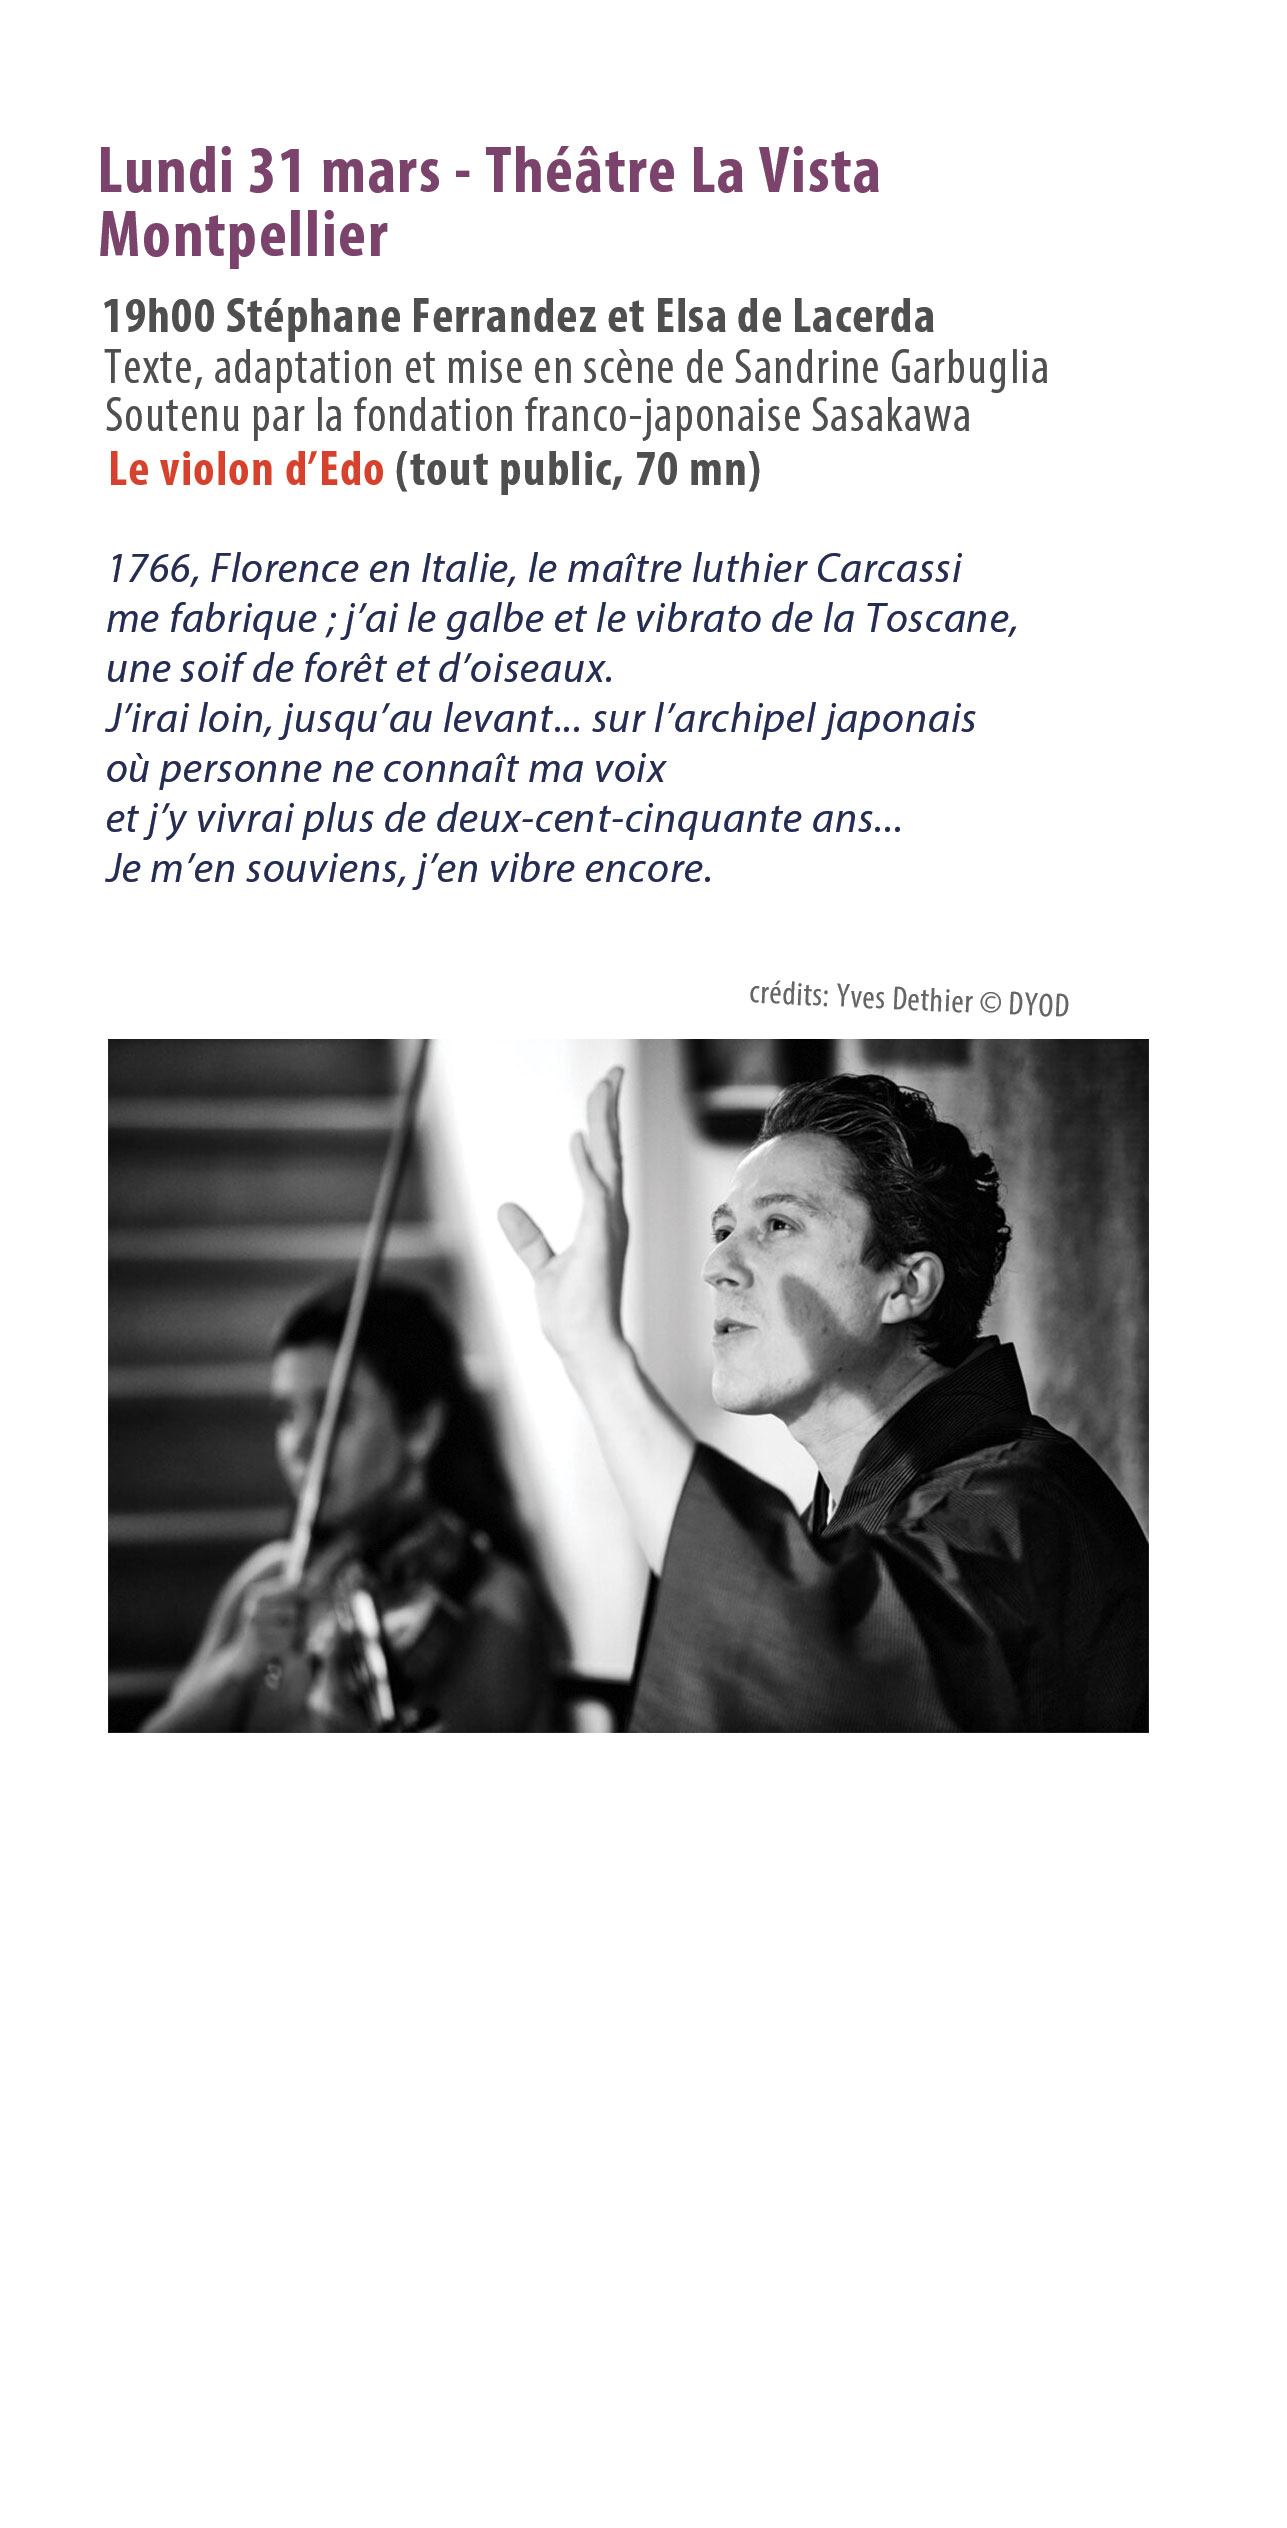 Lundi 31 mars - Théâtre La Vista
Montpellier
19h00 Stéphane Ferrandez et Elsa de Lacerda
Texte, adaptation et mise en scène de Sandrine Garbuglia
Soutenu par la fondation franco-japonaise Sasakawa
Le violon d’Edo (tout public, 70 mn)
1766, Florence en Italie, le maître luthier Carcassi
me fabrique ; j’ai le galbe et le vibrato de la Toscane,
une soif de forêt et d’oiseaux.
J’irai loin, jusqu’au levant... sur l’archipel japonais
où personne ne connaît ma voix
et j’y vivrai plus de deux-cent-cinquante ans...
Je m’en souviens, j’en vibre encore.
crédits: Yves Dethier © DYOD